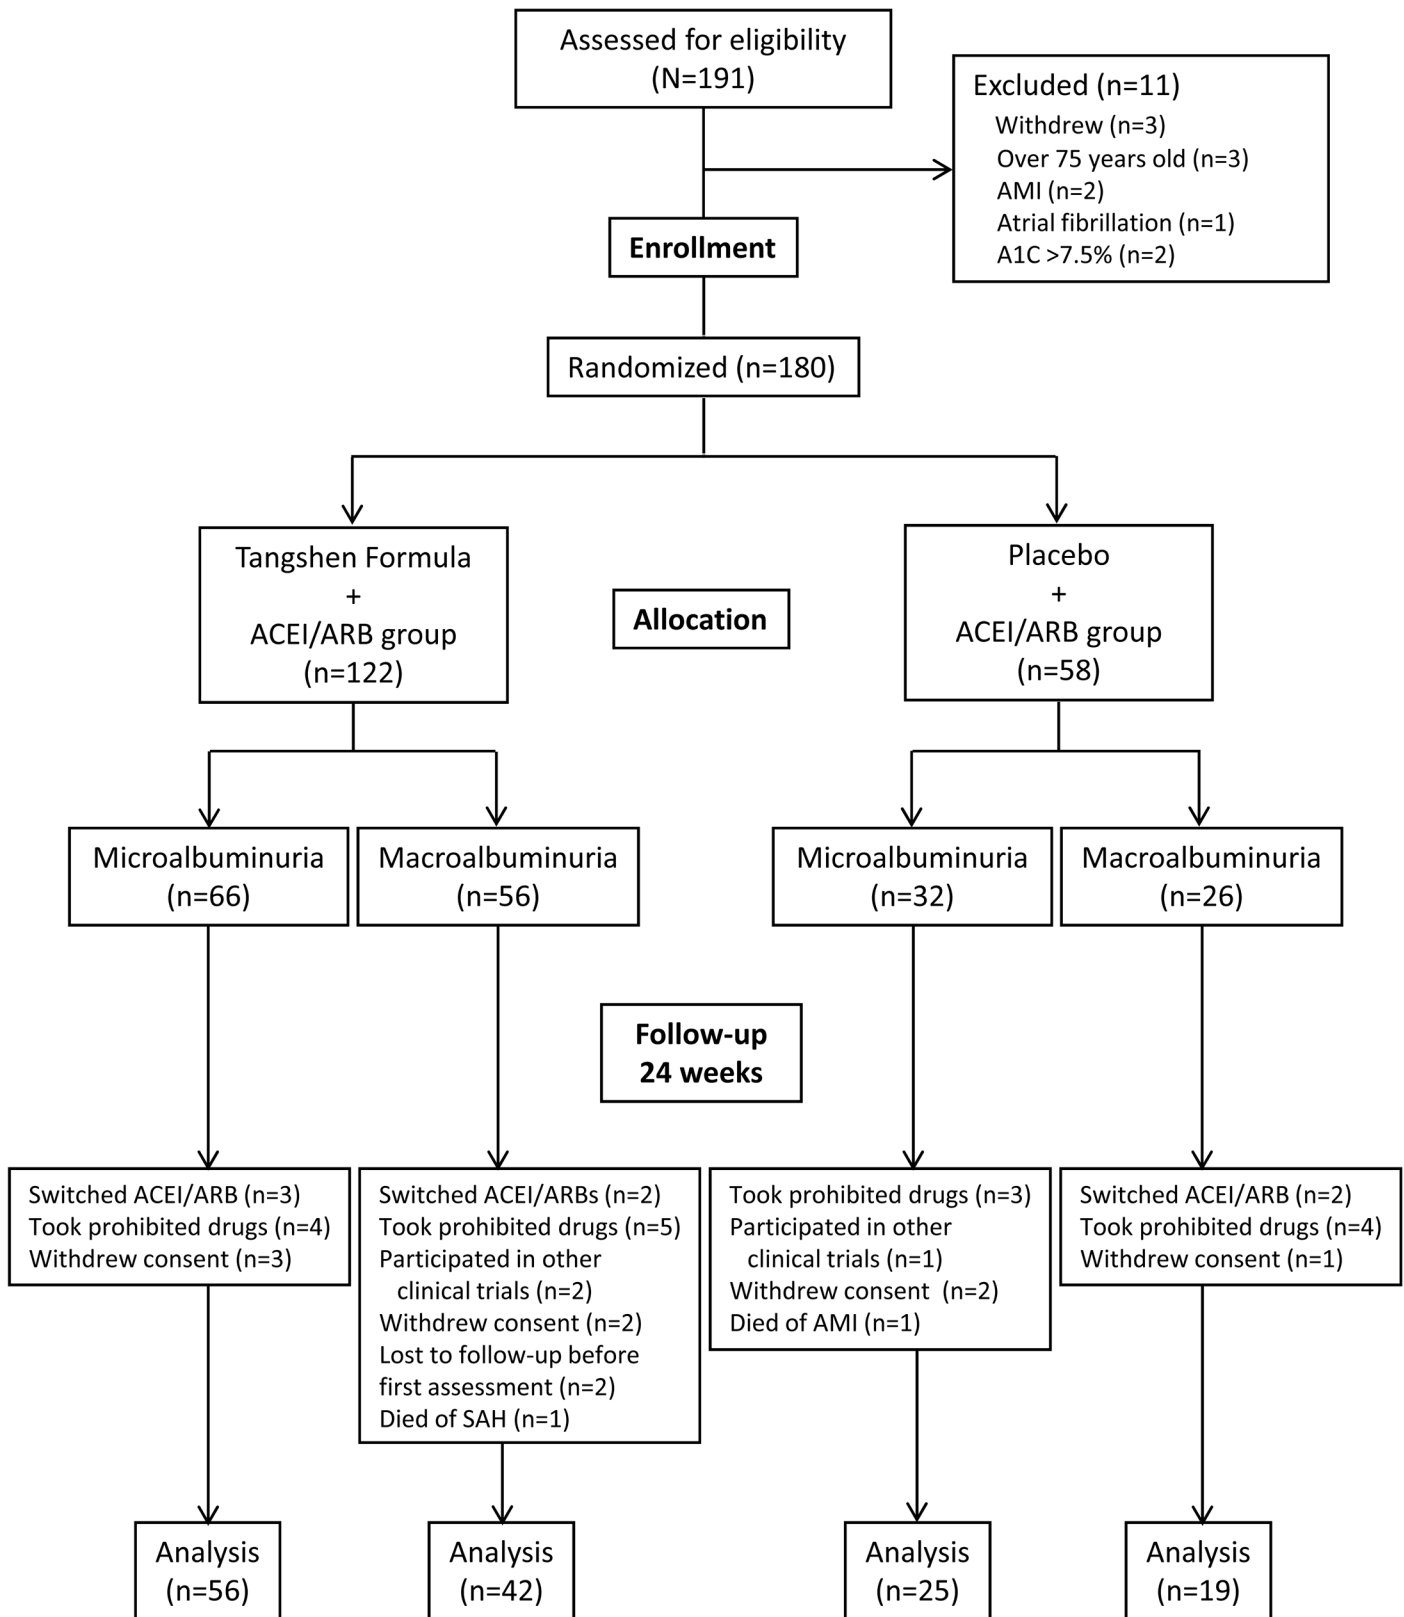 Assessed for eligibility
(N=191)
Excluded (n=11)
Withdrew (n=3)
Over 75 years old (n=3)
AMI (n=2)
Atrial fibrillation (n=1)
A1C >7.5% (n=2)
Enrollment
Randomized (n=180)
Tangshen Formula
+
ACEI/ARB group
(n=122)
Allocation
Placebo
+
ACEI/ARB group
(n=58)
Microalbuminuria
(n=66)
Macroalbuminuria
(n=56)
Microalbuminuria
(n=32)
Macroalbuminuria
(n=26)
Follow-up
24 weeks
Switched ACEI/ARB (n=3)
Took prohibited drugs (n=4)
Withdrew consent (n=3)
Switched ACEI/ARBs (n=2)
Took prohibited drugs (n=5)
Participated in other
clinical trials (n=2)
Withdrew consent (n=2)
Lost to follow-up before
first assessment (n=2)
Died of SAH (n=1)
Took prohibited drugs (n=3)
Participated in other
clinical trials (n=1)
Withdrew consent  (n=2)
Died of AMI (n=1)
Switched ACEI/ARB (n=2)
Took prohibited drugs (n=4)
Withdrew consent (n=1)
Analysis
(n=56)
Analysis
(n=42)
Analysis
(n=25)
Analysis
(n=19)